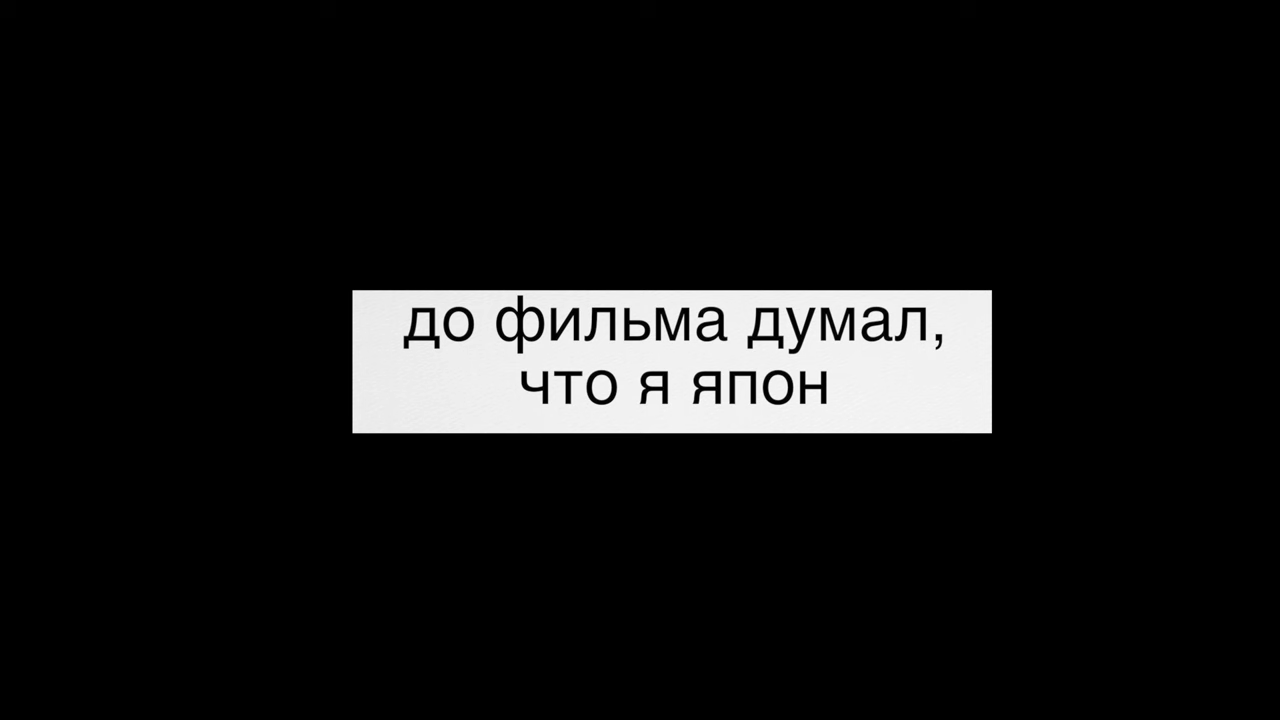 до фильма думал,
что я япон